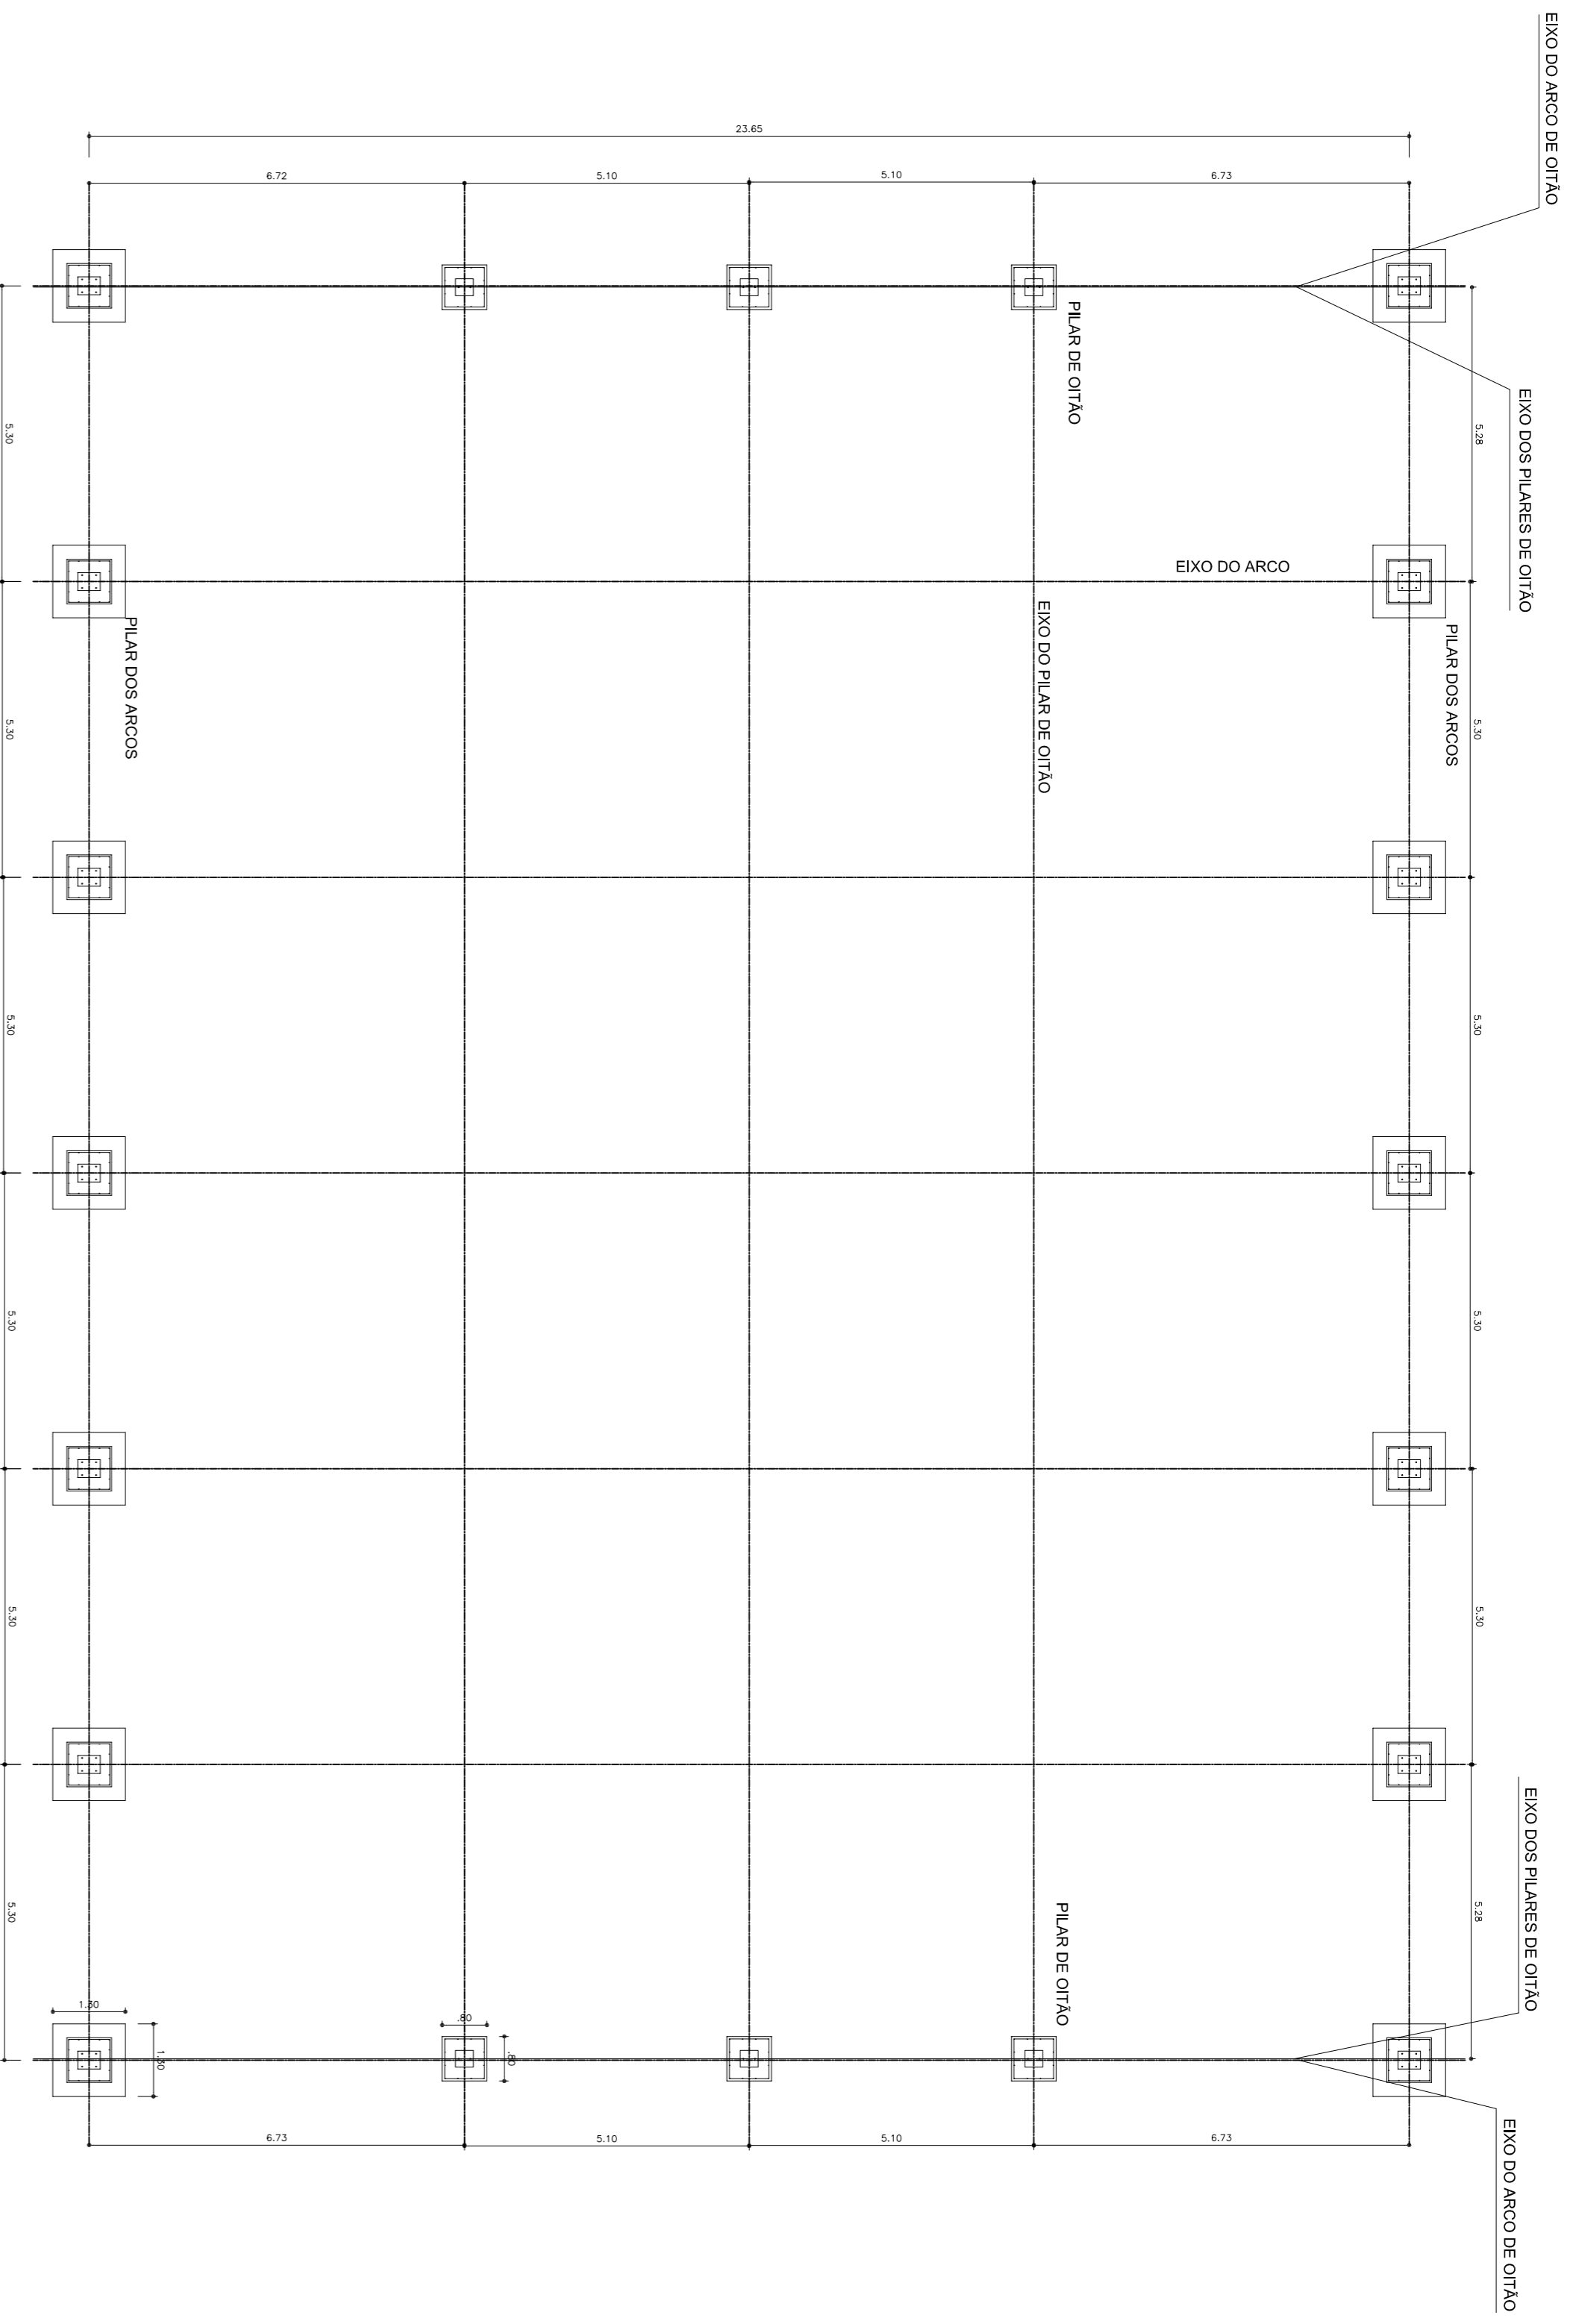 EIXO DO ARCO DE OITÃO
23.65
6.72
5.10
5.10
6.73
EIXO DOS PILARES DE OITÃO
PILAR DE OITÃO
5.30
5.28
EIXO DO ARCO
EIXO DO PILAR DE OITÃO
PILAR DOS ARCOS
PILAR DOS ARCOS
5.30
5.30
5.30
5.30
5.30
5.30
5.30
5.30
EIXO DOS PILARES DE OITÃO
PILAR DE OITÃO
5.30
5.28
1.30
1.30
.80
.80
6.73
5.10
5.10
6.73
EIXO DO ARCO DE OITÃO